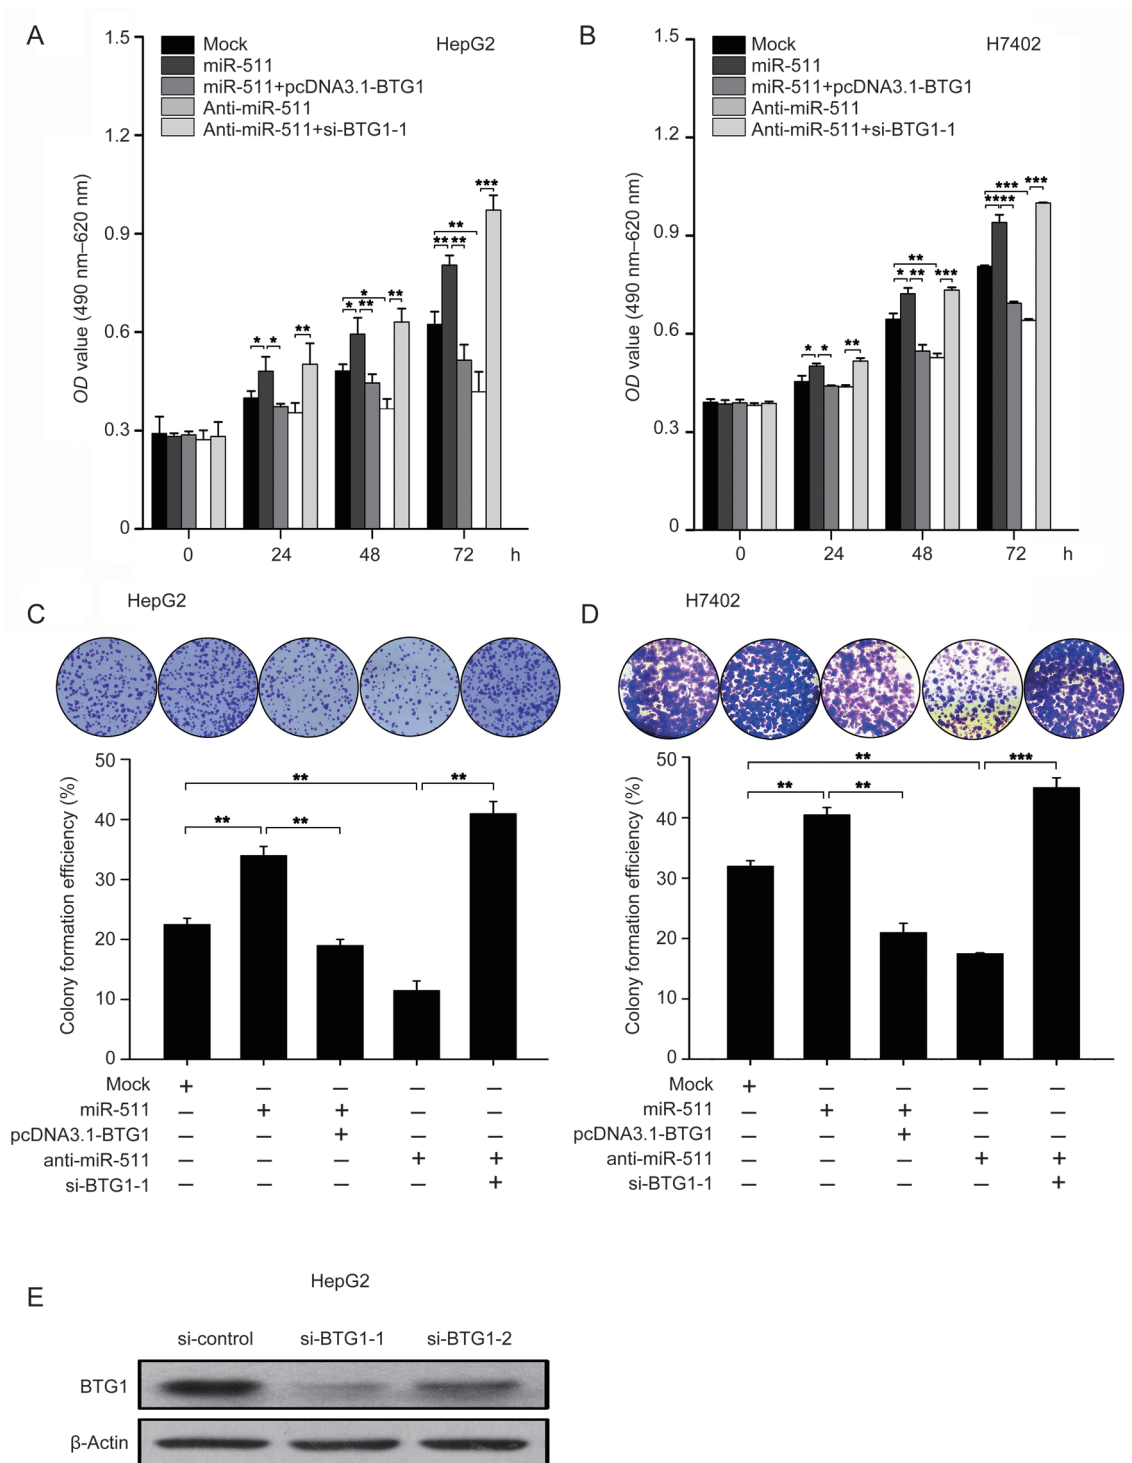 A
HepG2
Mock
miR-511
miR-511+pcDNA3.1-BTG1
Anti-miR-511
Anti-miR-511+si-BTG1-1
OD value (490 nm–620 nm)
1.5
1.2
0.9
0.6
0.3
0
* * **
* ** * **
** ** ** ***
0 24 48 72 h
B
H7402
Mock
miR-511
miR-511+pcDNA3.1-BTG1
Anti-miR-511
Anti-miR-511+si-BTG1-1
OD value (490 nm–620 nm)
1.5
1.2
0.9
0.6
0.3
0
* * **
* ** ** ***
** ** *** ***
0 24 48 72 h
C
HepG2
Colony formation efficiency (%)
50
40
30
20
10
0
** **
** **
Mock + – – – –
miR-511 – + + – –
pcDNA3.1-BTG1 – – + – –
anti-miR-511 – – – + +
si-BTG1-1 – – – – +
D
H7402
Colony formation efficiency (%)
50
40
30
20
10
0
** ***
** **
Mock + – – – –
miR-511 – + + – –
pcDNA3.1-BTG1 – – + – –
anti-miR-511 – – – + +
si-BTG1-1 – – – – +
E
HepG2
si-control si-BTG1-1 si-BTG1-2
BTG1
β-Actin